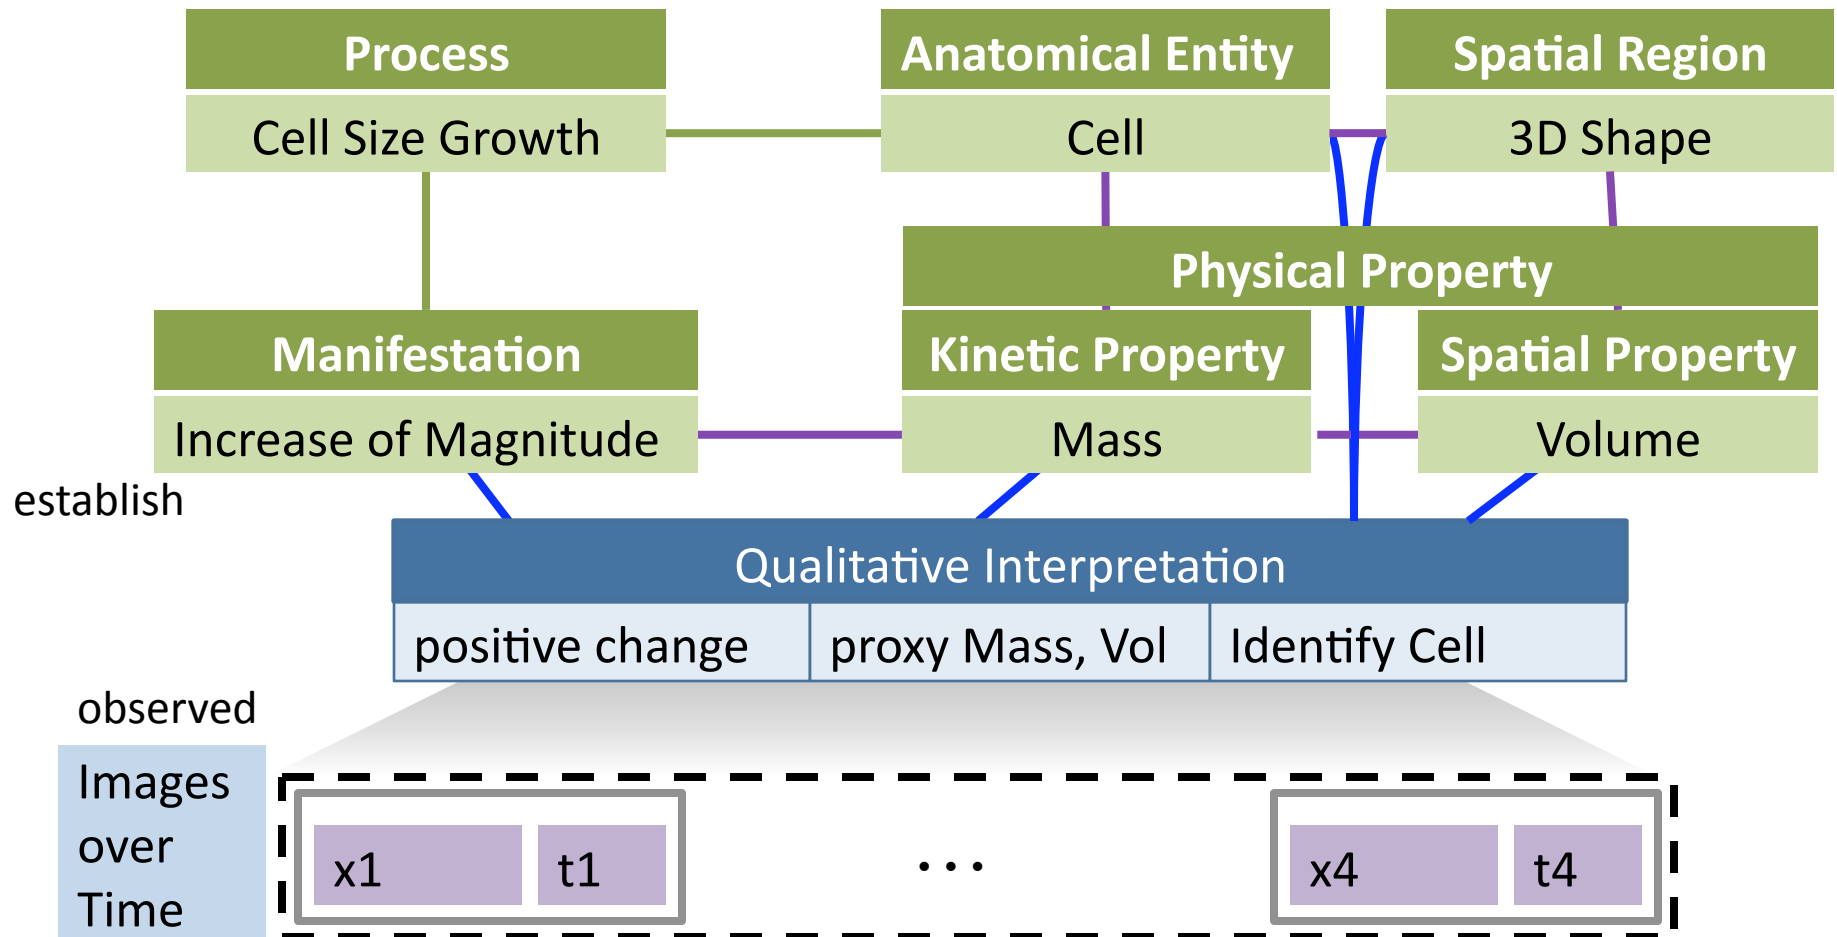 Process
Anatomical Entity
Spatial Region
Cell Size Growth
Cell
3D Shape
Physical Property
Manifestation
Kinetic Property
Spatial Property
Increase of Magnitude
Mass
Volume
establish
Qualitative Interpretation
positive change
proxy Mass, Vol
Identify Cell
observed
Images
over
Time
x1
t1
...
x4
t4